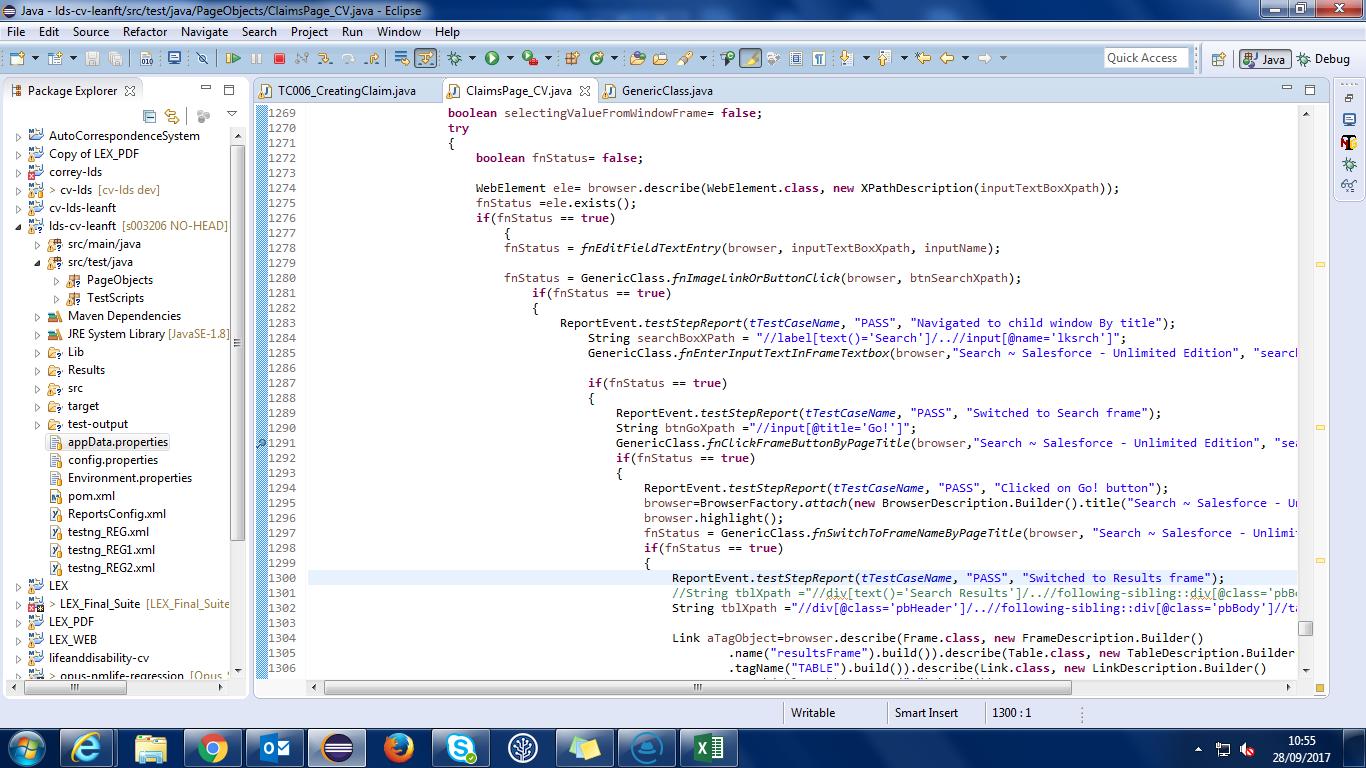 Java - lds-cv-leanft/src/test/java/PageObjects/ClaimsPage_CV.java - Eclipse
File Edit Source Refactor Navigate Search Project Run Window Help
Quick Access
Java
Debug
Package Explorer
AutoCorrespondenceSystem
Copy of LEX_PDF
correy-lds
> cv-lds [cv-lds dev]
cv-lds-leanft
lds-cv-leanft [s003206 NO-HEAD]
src/main/java
src/test/java
PageObjects
TestScripts
Maven Dependencies
JRE System Library [JavaSE-1.8]
Lib
Results
src
target
test-output
appData.properties
config.properties
Environment.properties
pom.xml
ReportsConfig.xml
testng_REG.xml
testng_REG1.xml
testng_REG2.xml
LEX
> LEX_Final_Suite [LEX_Final_Suite
LEX_PDF
LEX_WEB
lifeanddisability-cv
> opus-nmlife-regression [Opus_
TC006_CreatingClaim.java
ClaimsPage_CV.java
GenericClass.java
1269 boolean selectingValueFromWindowFrame= false;
1270 try
1271 {
1272 boolean fnStatus= false;
1273
1274 WebElement ele= browser.describe(WebElement.class, new XPathDescription(inputTextBoxXpath));
1275 fnStatus =ele.exists();
1276 if(fnStatus == true)
1277 {
1278 fnStatus = fnEditFieldTextEntry(browser, inputTextBoxXpath, inputName);
1279
1280 fnStatus = GenericClass.fnImageLinkOrButtonClick(browser, btnSearchXpath);
1281 if(fnStatus == true)
1282 {
1283 ReportEvent.testStepReport(tTestCaseName, "PASS", "Navigated to child window By title");
1284 String searchBoxXPath = "//label[text()='Search']/..//input[@name='lksrch']";
1285 GenericClass.fnEnterInputTextInFrameTextbox(browser,"Search ~ Salesforce - Unlimited Edition", "search
1286
1287 if(fnStatus == true)
1288 {
1289 ReportEvent.testStepReport(tTestCaseName, "PASS", "Switched to Search frame");
1290 String btnGoXpath ="//input[@title='Go!']";
1291 GenericClass.fnClickFrameButtonByPageTitle(browser,"Search ~ Salesforce - Unlimited Edition", "sea
1292 if(fnStatus == true)
1293 {
1294 ReportEvent.testStepReport(tTestCaseName, "PASS", "Clicked on Go! button");
1295 browser=BrowserFactory.attach(new BrowserDescription.Builder().title("Search ~ Salesforce - Un
1296 browser.highlight();
1297 fnStatus = GenericClass.fnSwitchToFrameNameByPageTitle(browser, "Search ~ Salesforce - Unlimit
1298 if(fnStatus == true)
1299 {
1300 ReportEvent.testStepReport(tTestCaseName, "PASS", "Switched to Results frame");
1301 //String tblXpath ="//div[text()='Search Results']/..//following-sibling::div[@class='pbBo
1302 String tblXpath ="//div[@class='pbHeader']/..//following-sibling::div[@class='pbBody']//ta
1303
1304 Link aTagObject=browser.describe(Frame.class, new FrameDescription.Builder()
1305 .name("resultsFrame").build()).describe(Table.class, new TableDescription.Builder
1306 .tagName("TABLE").build()).describe(Link.class, new LinkDescription.Builder()
Writable
Smart Insert
1300 : 1
10:55
28/09/2017